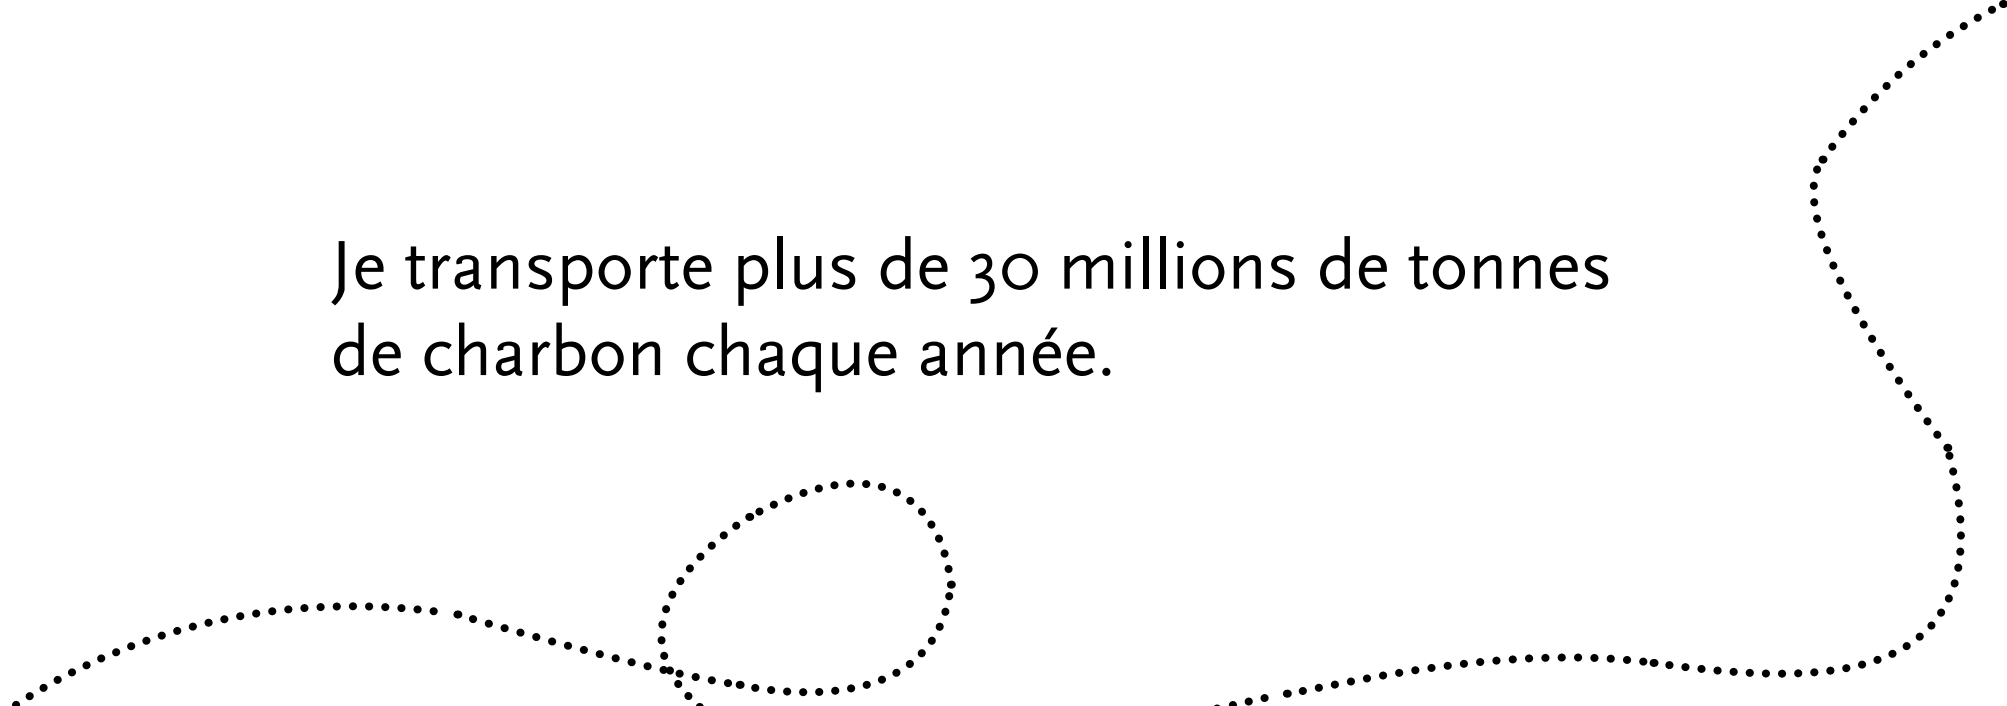 Je transporte plus de 30 millions de tonnes
de charbon chaque année.